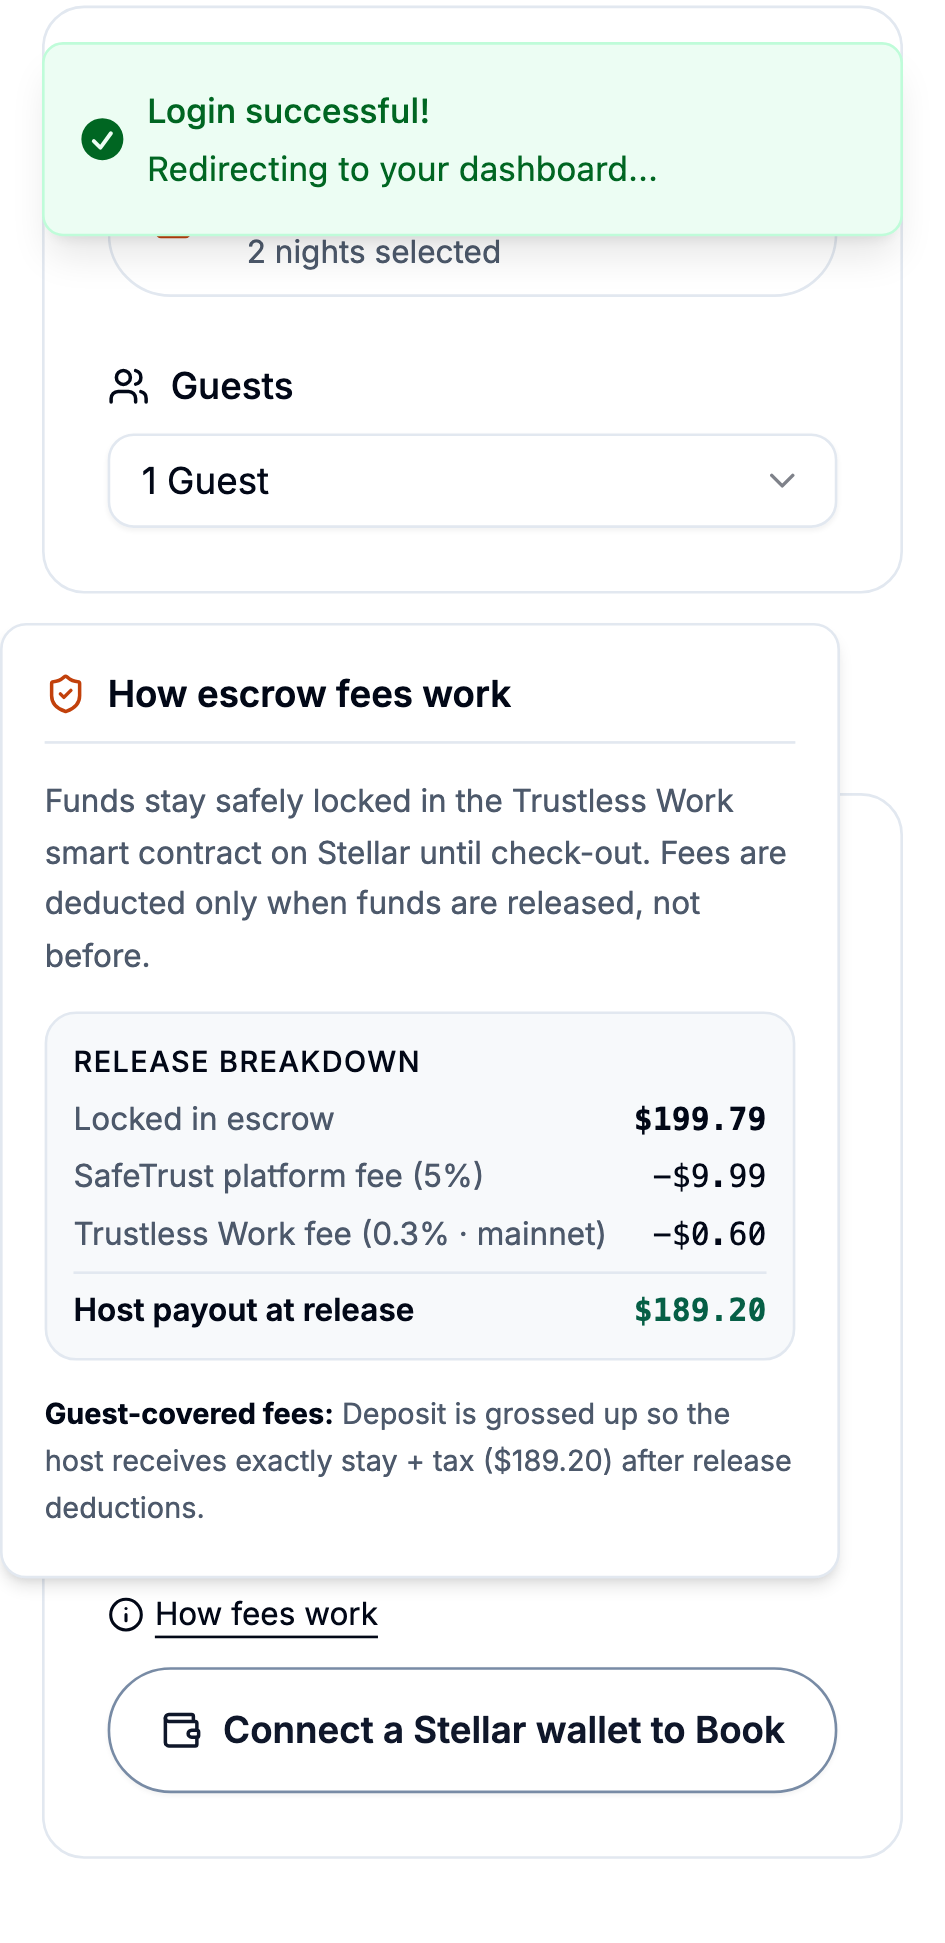 Login successful!
Redirecting to your dashboard...
2 nights selected
Guests
1 Guest
How escrow fees work
Funds stay safely locked in the Trustless Work
smart contract on Stellar until check-out. Fees are
deducted only when funds are released, not
before.
RELEASE BREAKDOWN
Locked in escrow $199.79
SafeTrust platform fee (5%) −$9.99
Trustless Work fee (0.3% · mainnet) −$0.60
Host payout at release $189.20
Guest-covered fees: Deposit is grossed up so the
host receives exactly stay + tax ($189.20) after release
deductions.
How fees work
Connect a Stellar wallet to Book